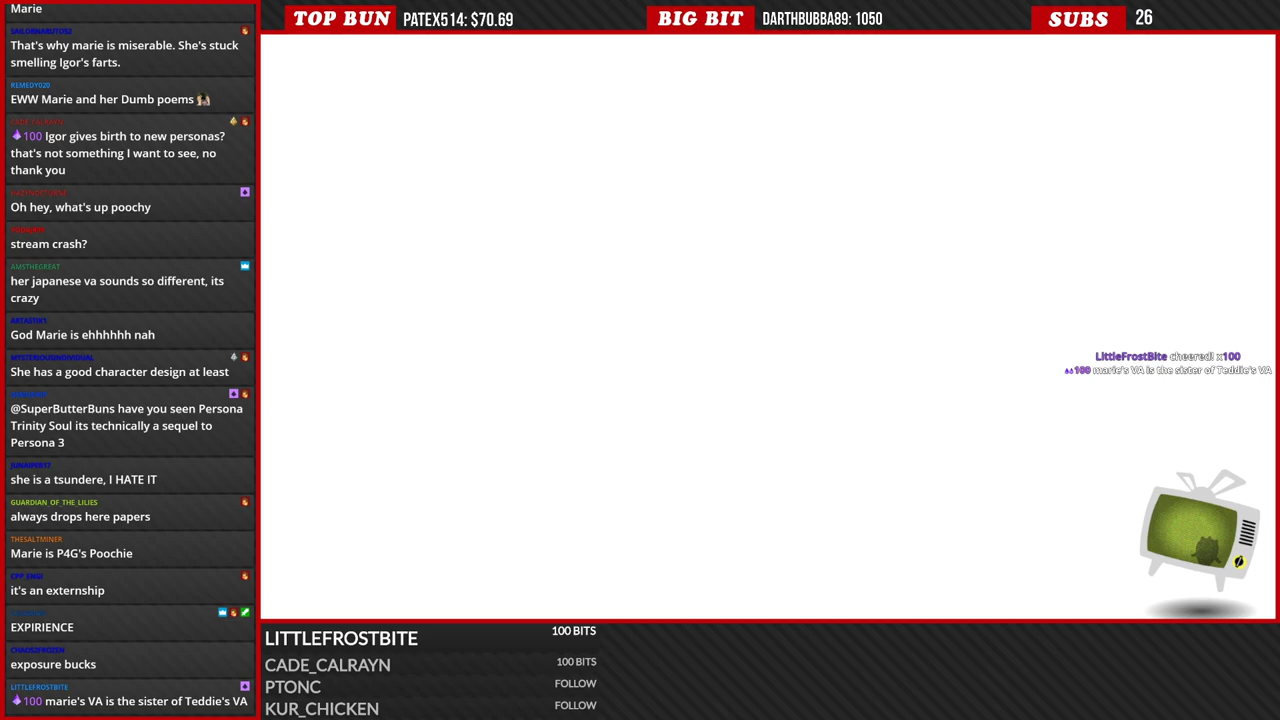 TOP BUN PATEX514: $70.69 BIG BIT DARTHBUBBA89: 1050 SUBS 26
Marie
SAILORNARUTO52
That's why marie is miserable. She's stuck
smelling Igor's farts.
REMEDY020
EWW Marie and her Dumb poems
CADE_CALRAYN
100 Igor gives birth to new personas?
that's not something I want to see, no
thank you
Oh hey, what's up poochy
stream crash?
AMSTHEGREAT
her japanese va sounds so different, its
crazy
God Marie is ehhhhhh nah
MYSTERIOUSINDIVIDUAL
She has a good character design at least
@SuperButterBuns have you seen Persona
Trinity Soul its technically a sequel to
Persona 3
she is a tsundere, I HATE IT
GUARDIAN_OF_THE_LILIES
always drops here papers
THESALTMINER
Marie is P4G's Poochie
it's an externship
EXPIRIENCE
exposure bucks
LITTLEFROSTBITE
100 marie's VA is the sister of Teddie's VA
LittleFrostBite cheered! x100
100 marie's VA is the sister of Teddie's VA
LITTLEFROSTBITE 100 BITS
CADE_CALRAYN 100 BITS
PTONC FOLLOW
KUR_CHICKEN FOLLOW